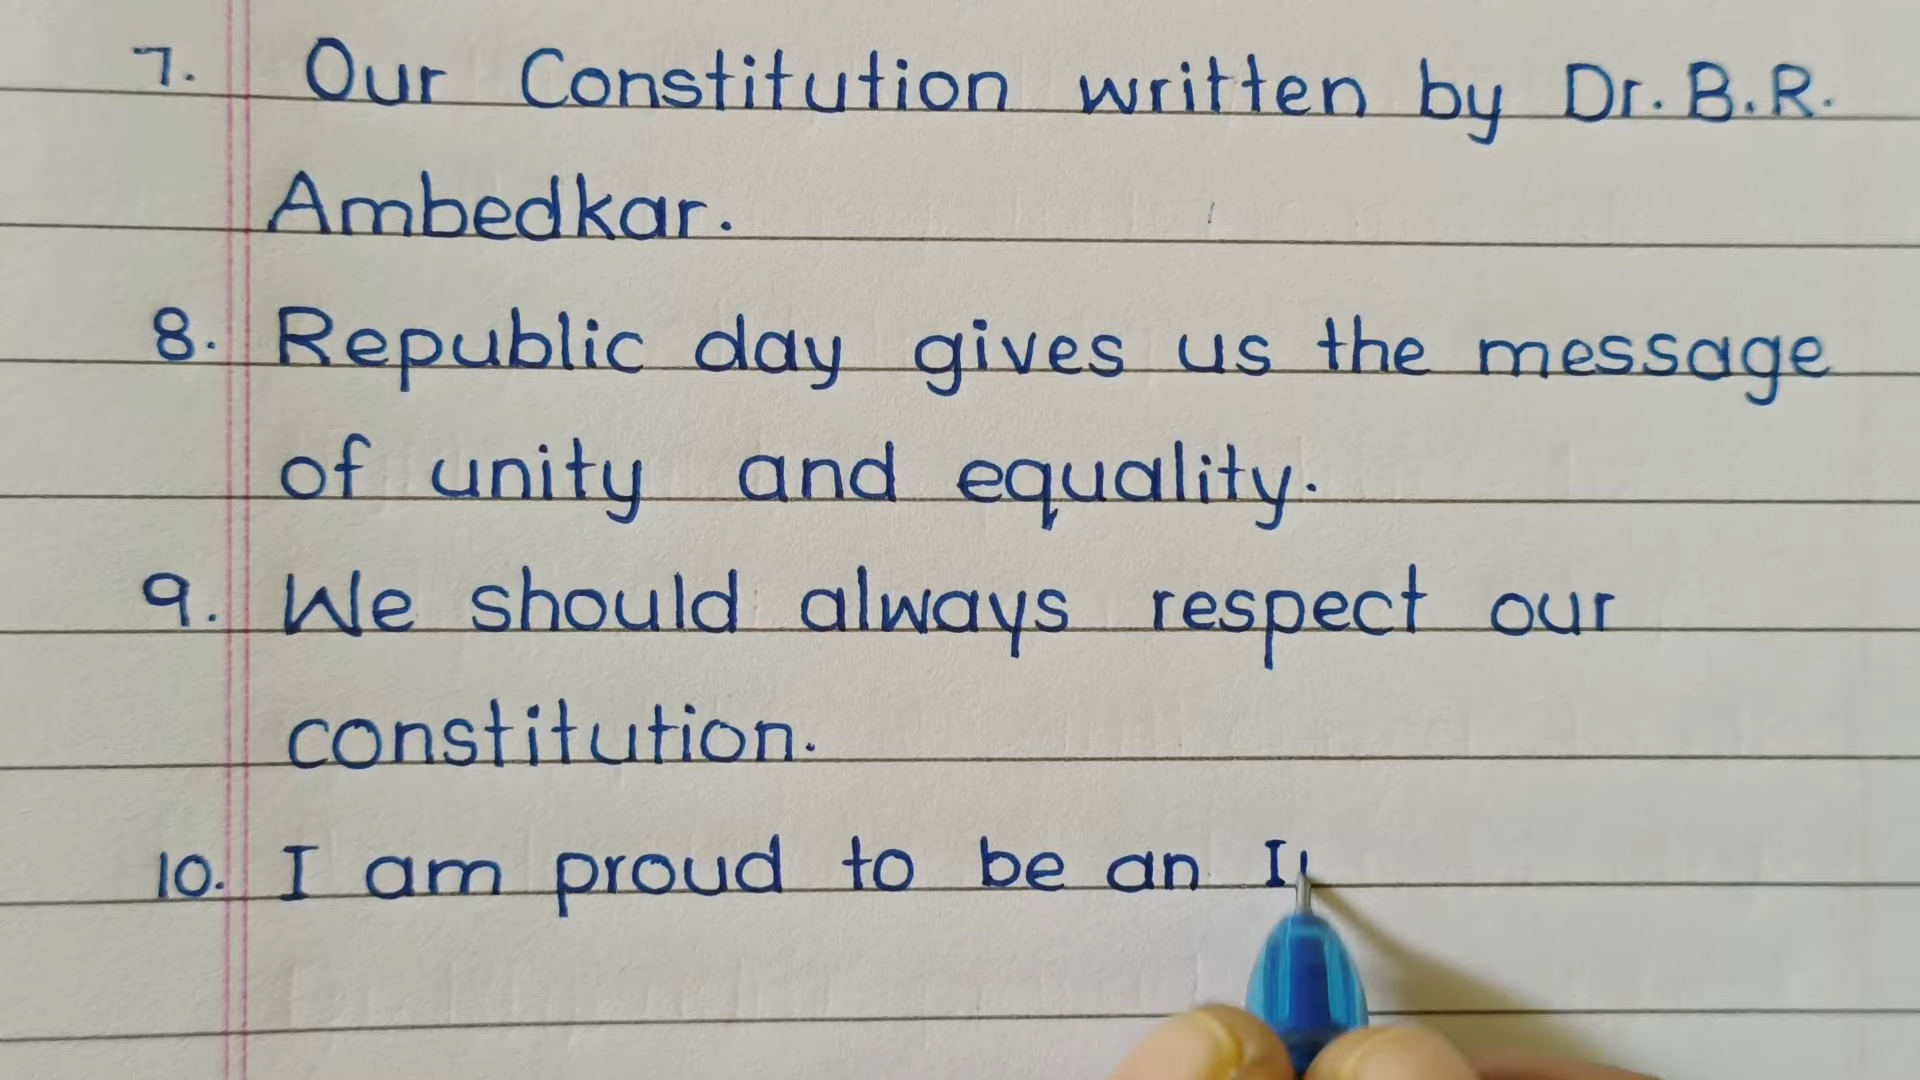 7. Our Constitution written by Dr. B.R.
Ambedkar.
8. Republic day gives us the message
of unity and equality.
9. We should always respect our
constitution.
10. I am proud to be an I